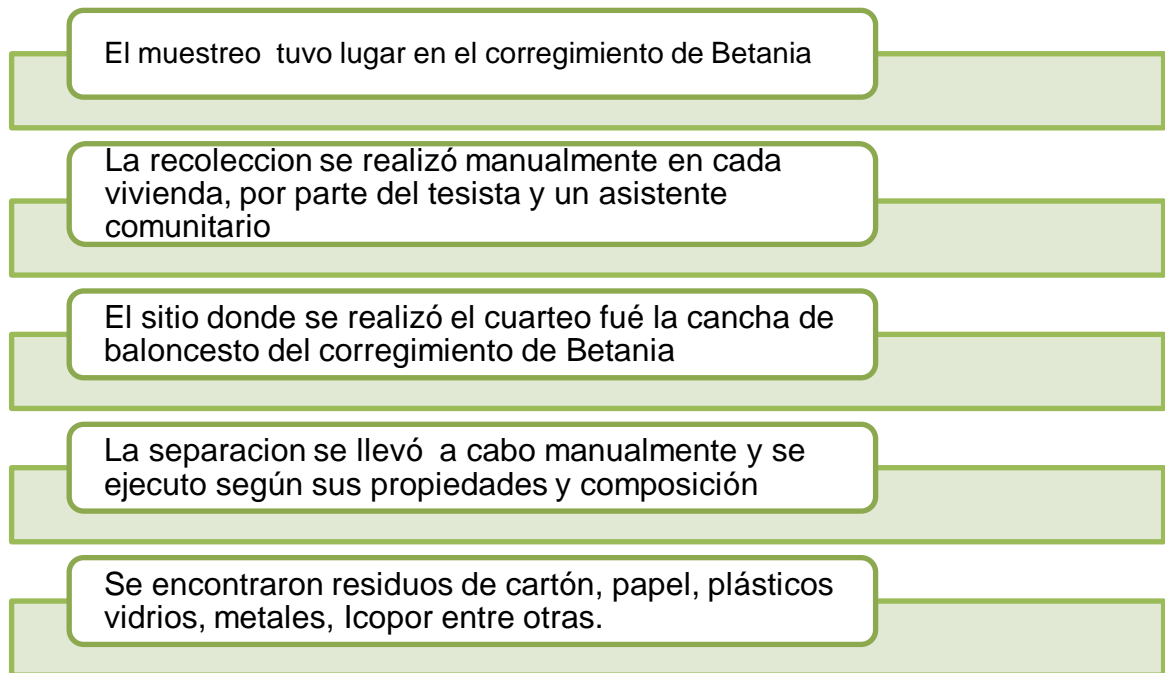 El muestreo tuvo lugar en el corregimiento de Betania
La recoleccion se realizó manualmente en cada
vivienda, por parte del tesista y un asistente
comunitario
El sitio donde se realizó el cuarteo fué la cancha de
baloncesto del corregimiento de Betania
La separacion se llevó a cabo manualmente y se
ejecuto según sus propiedades y composición
Se encontraron residuos de cartón, papel, plásticos
vidrios, metales, Icopor entre otras.